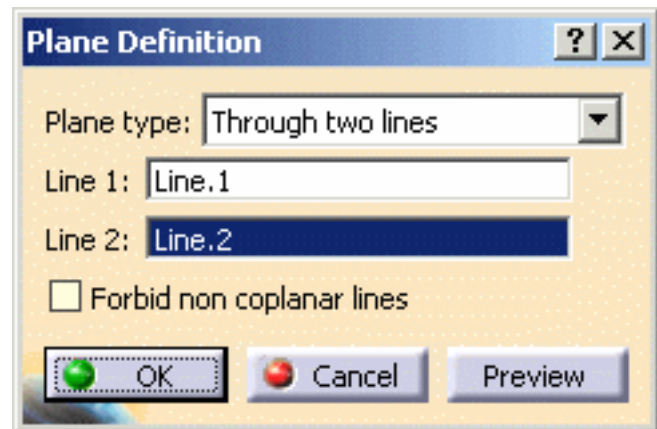 Plane Definition ? X
Plane type: Through two lines
Line 1: Line.1
Line 2: Line.2
Forbid non coplanar lines
OK Cancel Preview